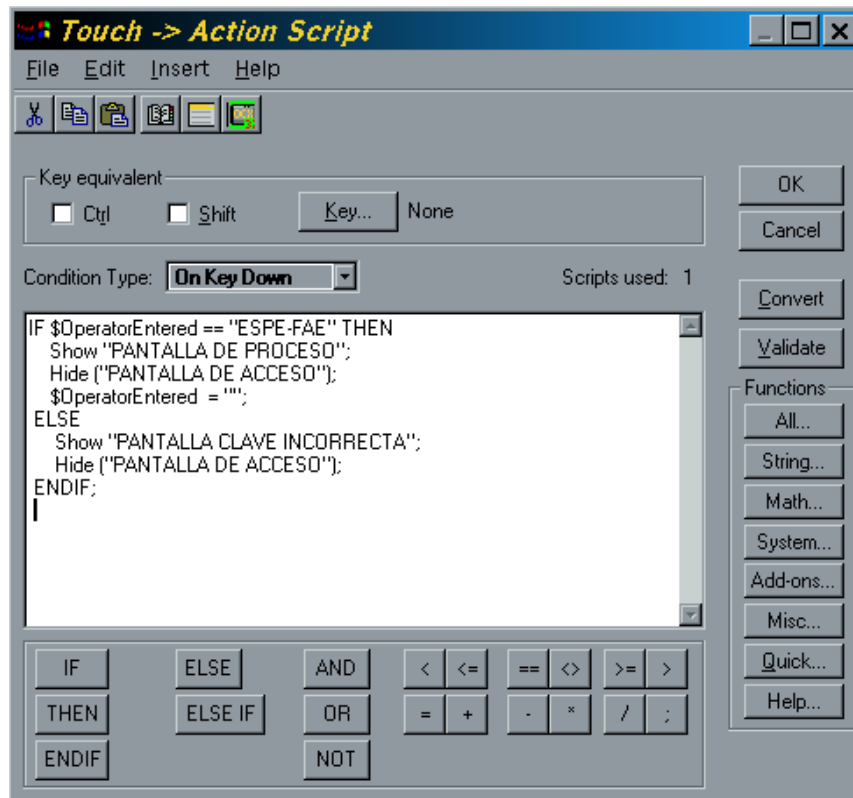 Touch -> Action Script
File Edit Insert Help
Key equivalent
Ctrl Shift Key... None
OK
Cancel
Condition Type: On Key Down Scripts used: 1
Convert
Validate
IF $OperatorEntered == "ESPE-FAE" THEN
Show "PANTALLA DE PROCESO";
Hide ("PANTALLA DE ACCESO");
$OperatorEntered = "";
ELSE
Show "PANTALLA CLAVE INCORRECTA";
Hide ("PANTALLA DE ACCESO");
ENDIF;
Functions
All...
String...
Math...
System...
Add-ons...
Misc...
Quick...
Help...
IF ELSE AND < <= == <> >= >
THEN ELSE IF OR = + - * / ;
ENDIF NOT